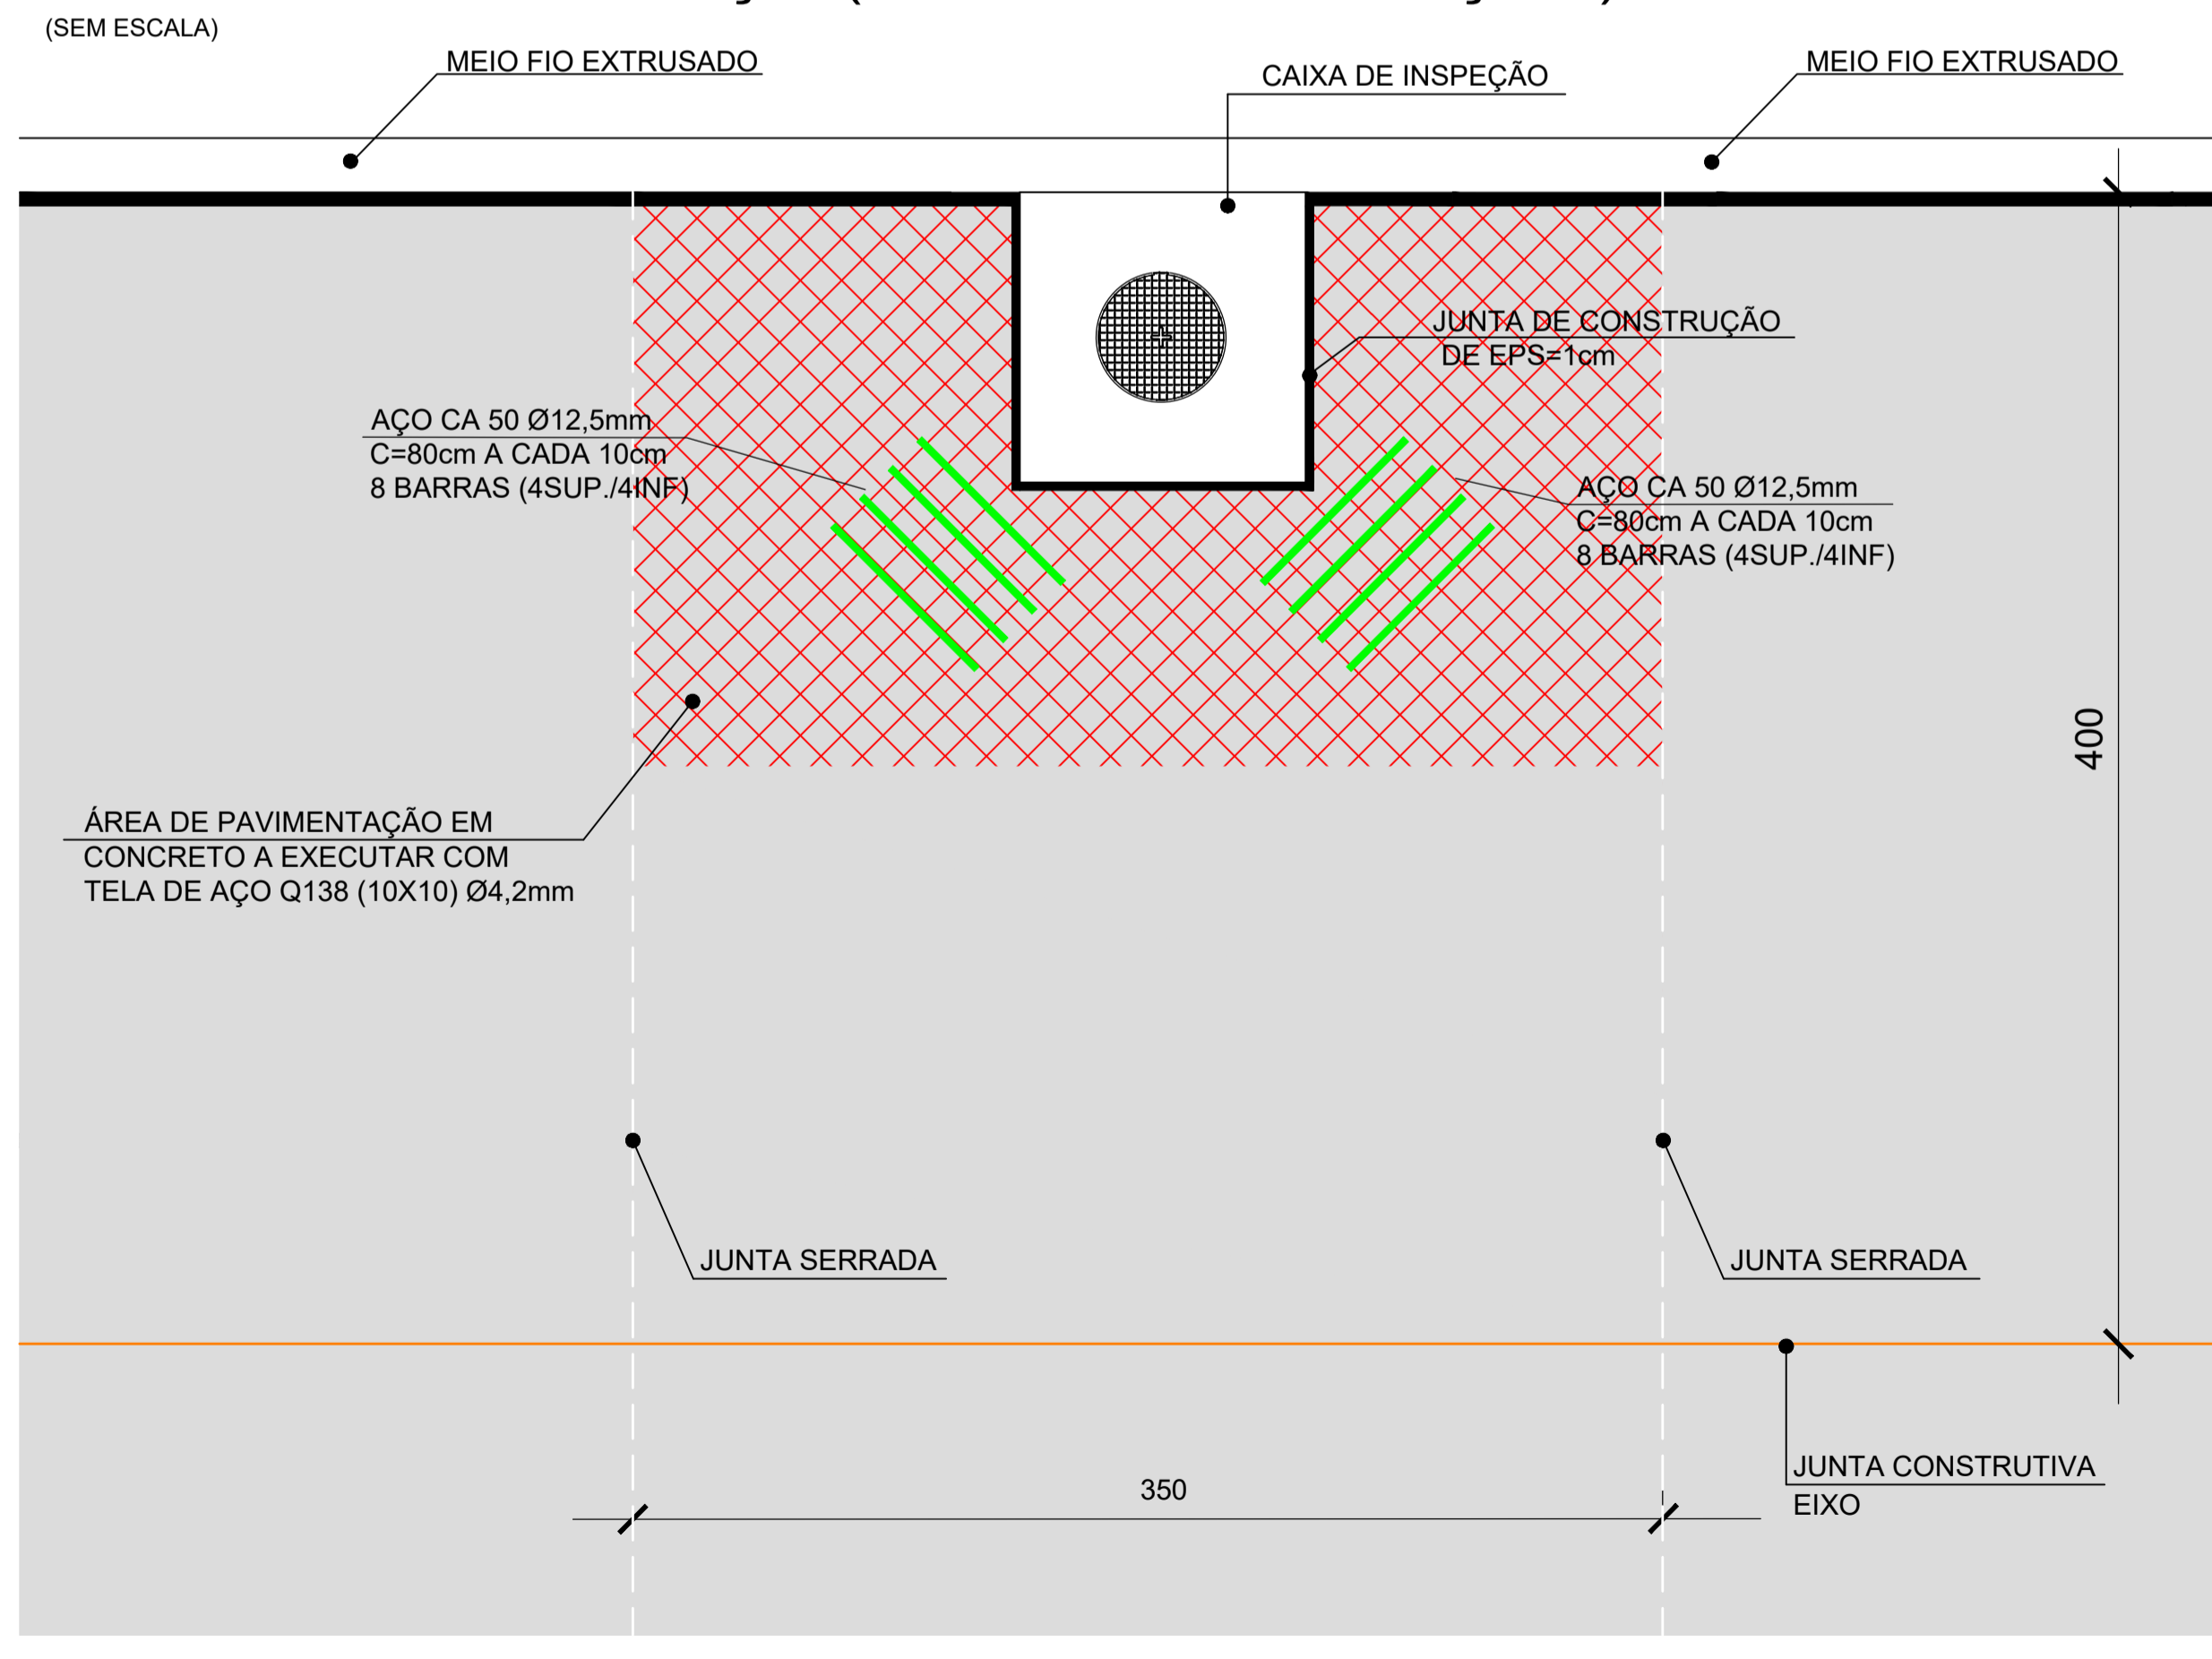 (SEM ESCALA)
MEIO FIO EXTRUSADO
CAIXA DE INSPEÇÃO
MEIO FIO EXTRUSADO
JUNTA DE CONSTRUÇÃO
DE EPS=1cm
AÇO CA 50 Ø12,5mm
C=80cm A CADA 10cm
8 BARRAS (4SUP./4INF)
AÇO CA 50 Ø12,5mm
C=80cm A CADA 10cm
8 BARRAS (4SUP./4INF)
400
ÁREA DE PAVIMENTAÇÃO EM
CONCRETO A EXECUTAR COM
TELA DE AÇO Q138 (10X10) Ø4,2mm
JUNTA SERRADA
JUNTA SERRADA
JUNTA CONSTRUTIVA
EIXO
350